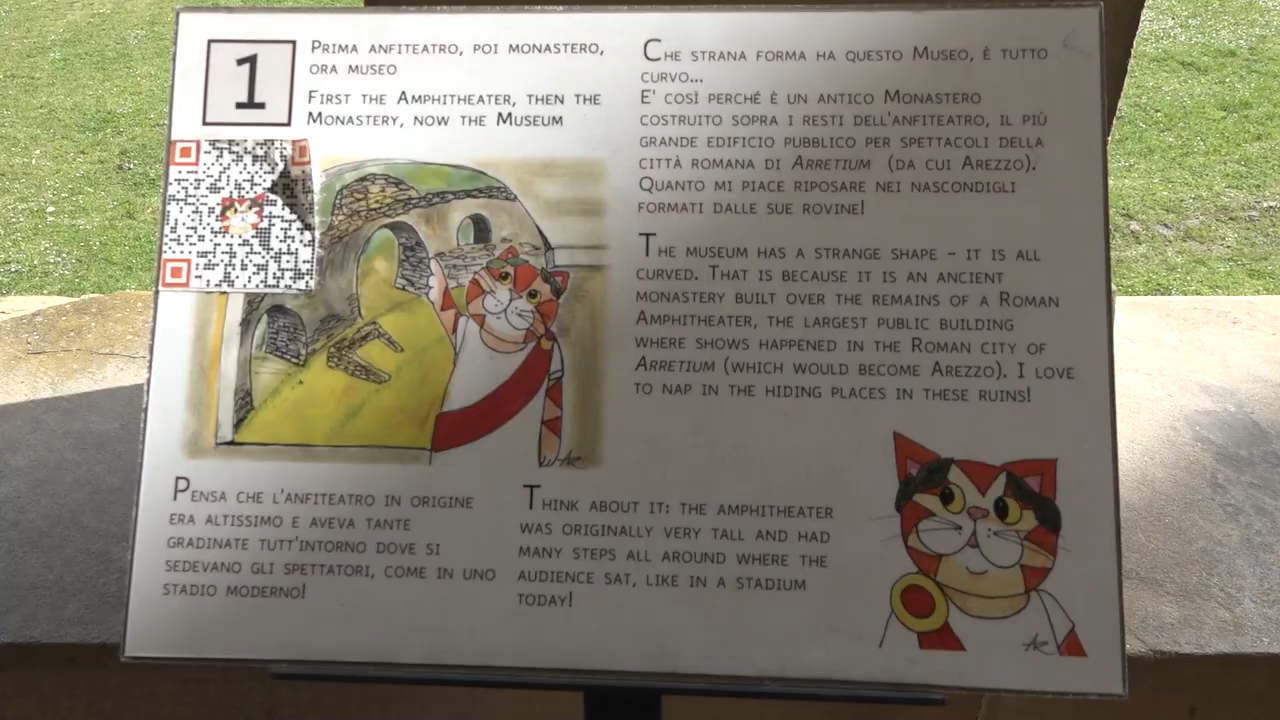 1
PRIMA ANFITEATRO, POI MONASTERO,
ORA MUSEO
FIRST THE AMPHITHEATER, THEN THE
MONASTERY, NOW THE MUSEUM
CHE STRANA FORMA HA QUESTO MUSEO, È TUTTO
CURVO...
E' COSÌ PERCHÉ È UN ANTICO MONASTERO
COSTRUITO SOPRA I RESTI DELL'ANFITEATRO, IL PIÙ
GRANDE EDIFICIO PUBBLICO PER SPETTACOLI DELLA
CITTÀ ROMANA DI ARRETIUM (DA CUI AREZZO).
QUANTO MI PIACE RIPOSARE NEI NASCONDIGLI
FORMATI DALLE SUE ROVINE!
THE MUSEUM HAS A STRANGE SHAPE – IT IS ALL
CURVED. THAT IS BECAUSE IT IS AN ANCIENT
MONASTERY BUILT OVER THE REMAINS OF A ROMAN
AMPHITHEATER, THE LARGEST PUBLIC BUILDING
WHERE SHOWS HAPPENED IN THE ROMAN CITY OF
ARRETIUM (WHICH WOULD BECOME AREZZO). I LOVE
TO NAP IN THE HIDING PLACES IN THESE RUINS!
PENSA CHE L'ANFITEATRO IN ORIGINE
ERA ALTISSIMO E AVEVA TANTE
GRADINATE TUTT'INTORNO DOVE SI
SEDEVANO GLI SPETTATORI, COME IN UNO
STADIO MODERNO!
THINK ABOUT IT: THE AMPHITHEATER
WAS ORIGINALLY VERY TALL AND HAD
MANY STEPS ALL AROUND WHERE THE
AUDIENCE SAT, LIKE IN A STADIUM
TODAY!